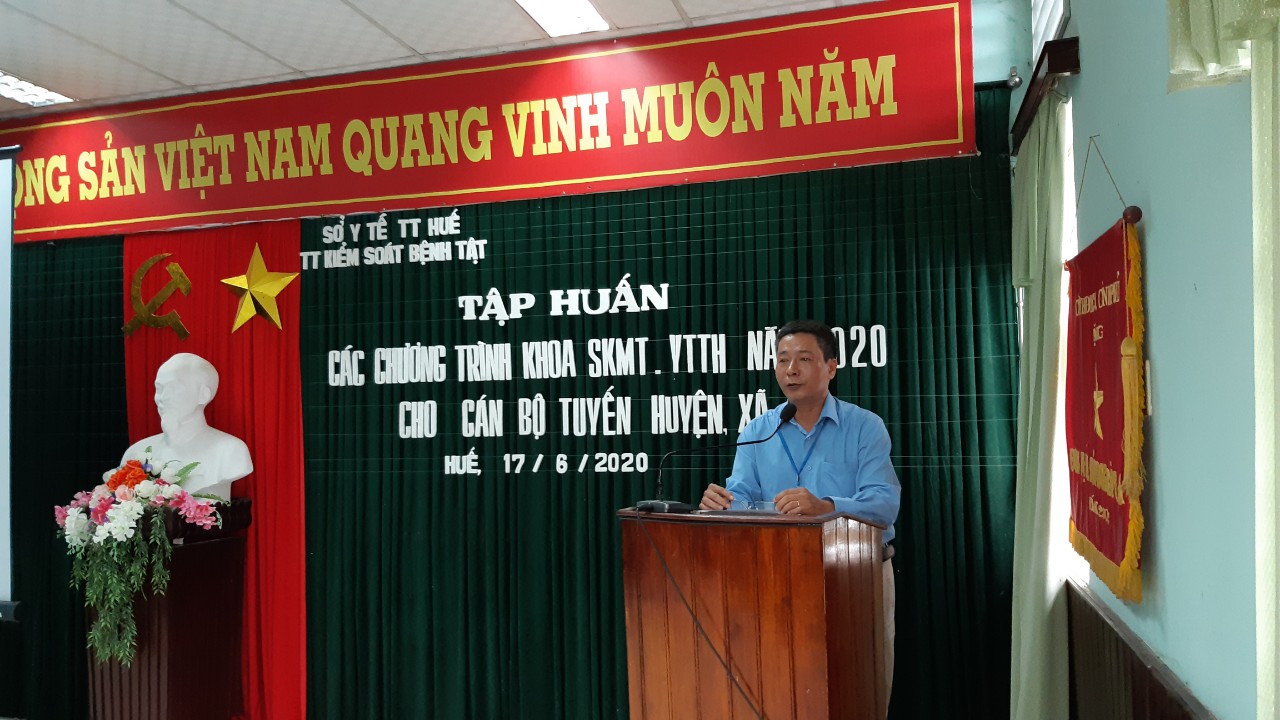 ỘNG SẢN VIỆT NAM QUANG VINH MUÔN NĂM
SỞ Y TẾ TT HUẾ
TT KIỂM SOÁT BỆNH TẬT
TẬP HUẤN
CÁC CHƯƠNG TRÌNH KHOA SKMT. YTTH NĂ 2020
CHO CÁN BỘ TUYẾN HUYỆN, XÃ
HUẾ, 17/6/2020